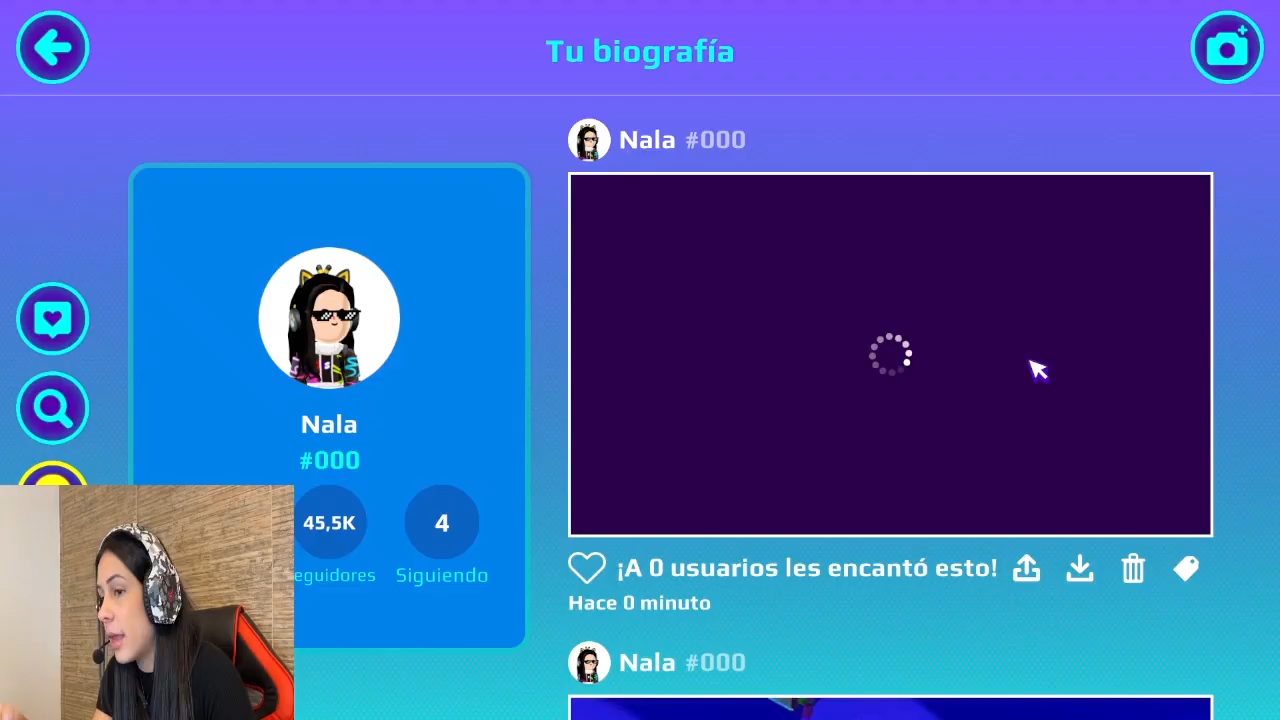 Tu biografía
Nala #000
Nala
#000
45,5K
4
eguidores
Siguiendo
¡A 0 usuarios les encantó esto!
Hace 0 minuto
Nala #000